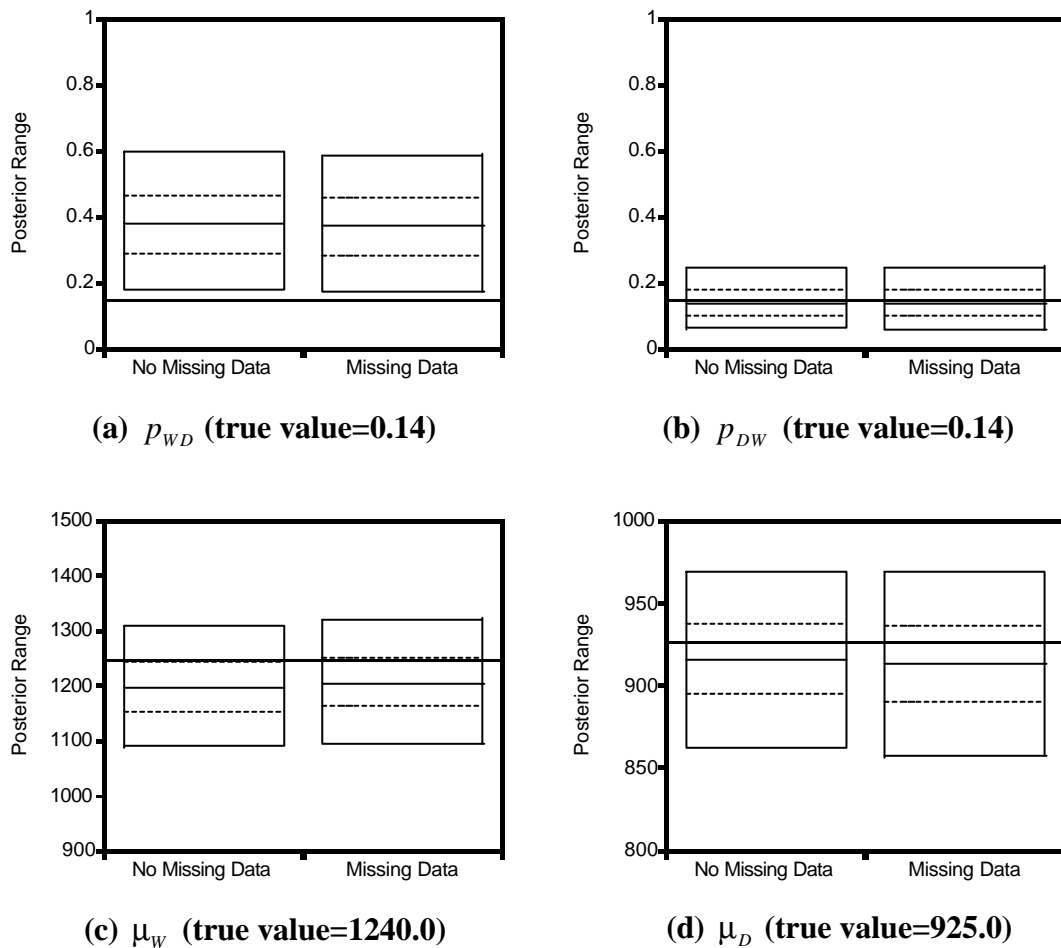 1
0.8
0.6
0.4
0.2
0
Posterior Range
No Missing Data
Missing Data
(a) p_WD (true value=0.14)
1
0.8
0.6
0.4
0.2
0
Posterior Range
No Missing Data
Missing Data
(b) p_DW (true value=0.14)
1500
1400
1300
1200
1100
1000
900
Posterior Range
No Missing Data
Missing Data
(c) μ_W (true value=1240.0)
1000
950
900
850
800
Posterior Range
No Missing Data
Missing Data
(d) μ_D (true value=925.0)